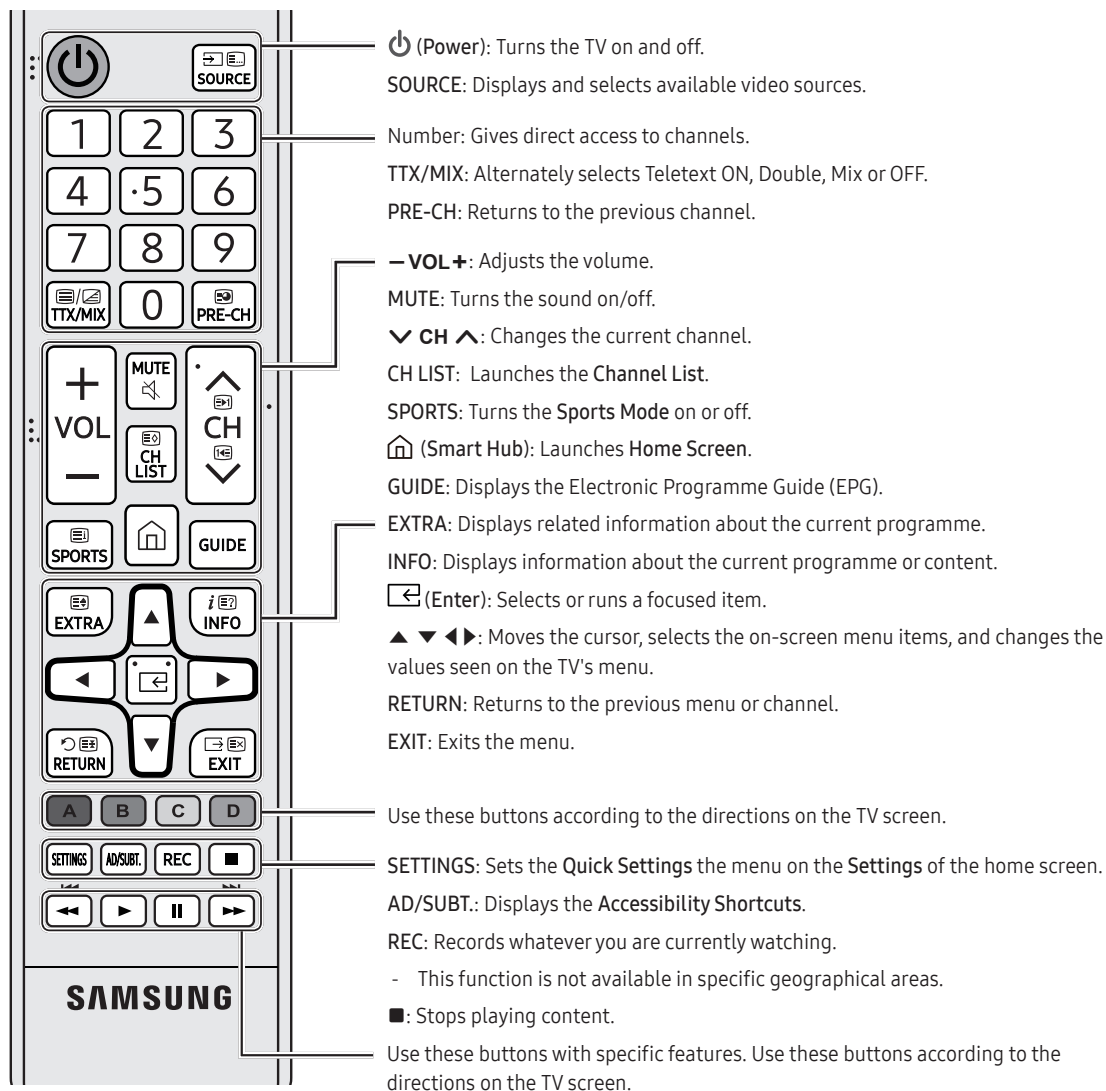 SOURCE
1 2 3
4 ·5 6
7 8 9
TTX/MIX 0 PRE-CH
+ VOL −
MUTE
CH LIST
CH
SPORTS
GUIDE
EXTRA
INFO
RETURN
EXIT
A B C D
SETTINGS AD/SUBT. REC
SAMSUNG
(Power): Turns the TV on and off.
SOURCE: Displays and selects available video sources.
Number: Gives direct access to channels.
TTX/MIX: Alternately selects Teletext ON, Double, Mix or OFF.
PRE-CH: Returns to the previous channel.
− VOL +: Adjusts the volume.
MUTE: Turns the sound on/off.
CH : Changes the current channel.
CH LIST: Launches the Channel List.
SPORTS: Turns the Sports Mode on or off.
(Smart Hub): Launches Home Screen.
GUIDE: Displays the Electronic Programme Guide (EPG).
EXTRA: Displays related information about the current programme.
INFO: Displays information about the current programme or content.
(Enter): Selects or runs a focused item.
▲ ▼ ◀ ▶: Moves the cursor, selects the on-screen menu items, and changes the
values seen on the TV's menu.
RETURN: Returns to the previous menu or channel.
EXIT: Exits the menu.
Use these buttons according to the directions on the TV screen.
SETTINGS: Sets the Quick Settings the menu on the Settings of the home screen.
AD/SUBT.: Displays the Accessibility Shortcuts.
REC: Records whatever you are currently watching.
- This function is not available in specific geographical areas.
■: Stops playing content.
Use these buttons with specific features. Use these buttons according to the
directions on the TV screen.